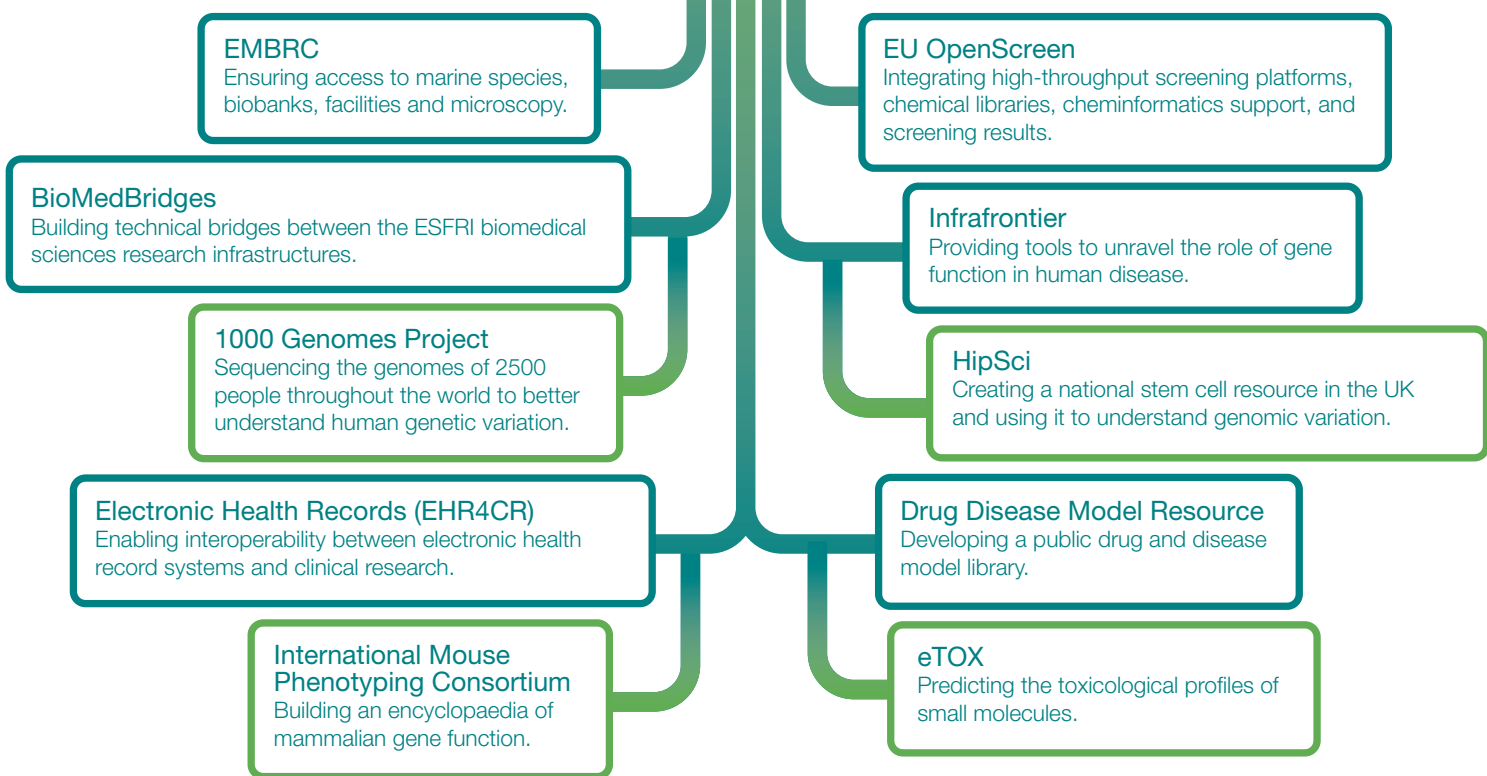 EMBRC
Ensuring access to marine species,
biobanks, facilities and microscopy.
EU OpenScreen
Integrating high-throughput screening platforms,
chemical libraries, cheminformatics support, and
screening results.
BioMedBridges
Building technical bridges between the ESFRI biomedical
sciences research infrastructures.
Infrafrontier
Providing tools to unravel the role of gene
function in human disease.
1000 Genomes Project
Sequencing the genomes of 2500
people throughout the world to better
understand human genetic variation.
HipSci
Creating a national stem cell resource in the UK
and using it to understand genomic variation.
Electronic Health Records (EHR4CR)
Enabling interoperability between electronic health
record systems and clinical research.
Drug Disease Model Resource
Developing a public drug and disease
model library.
International Mouse
Phenotyping Consortium
Building an encyclopaedia of
mammalian gene function.
eTOX
Predicting the toxicological profiles of
small molecules.